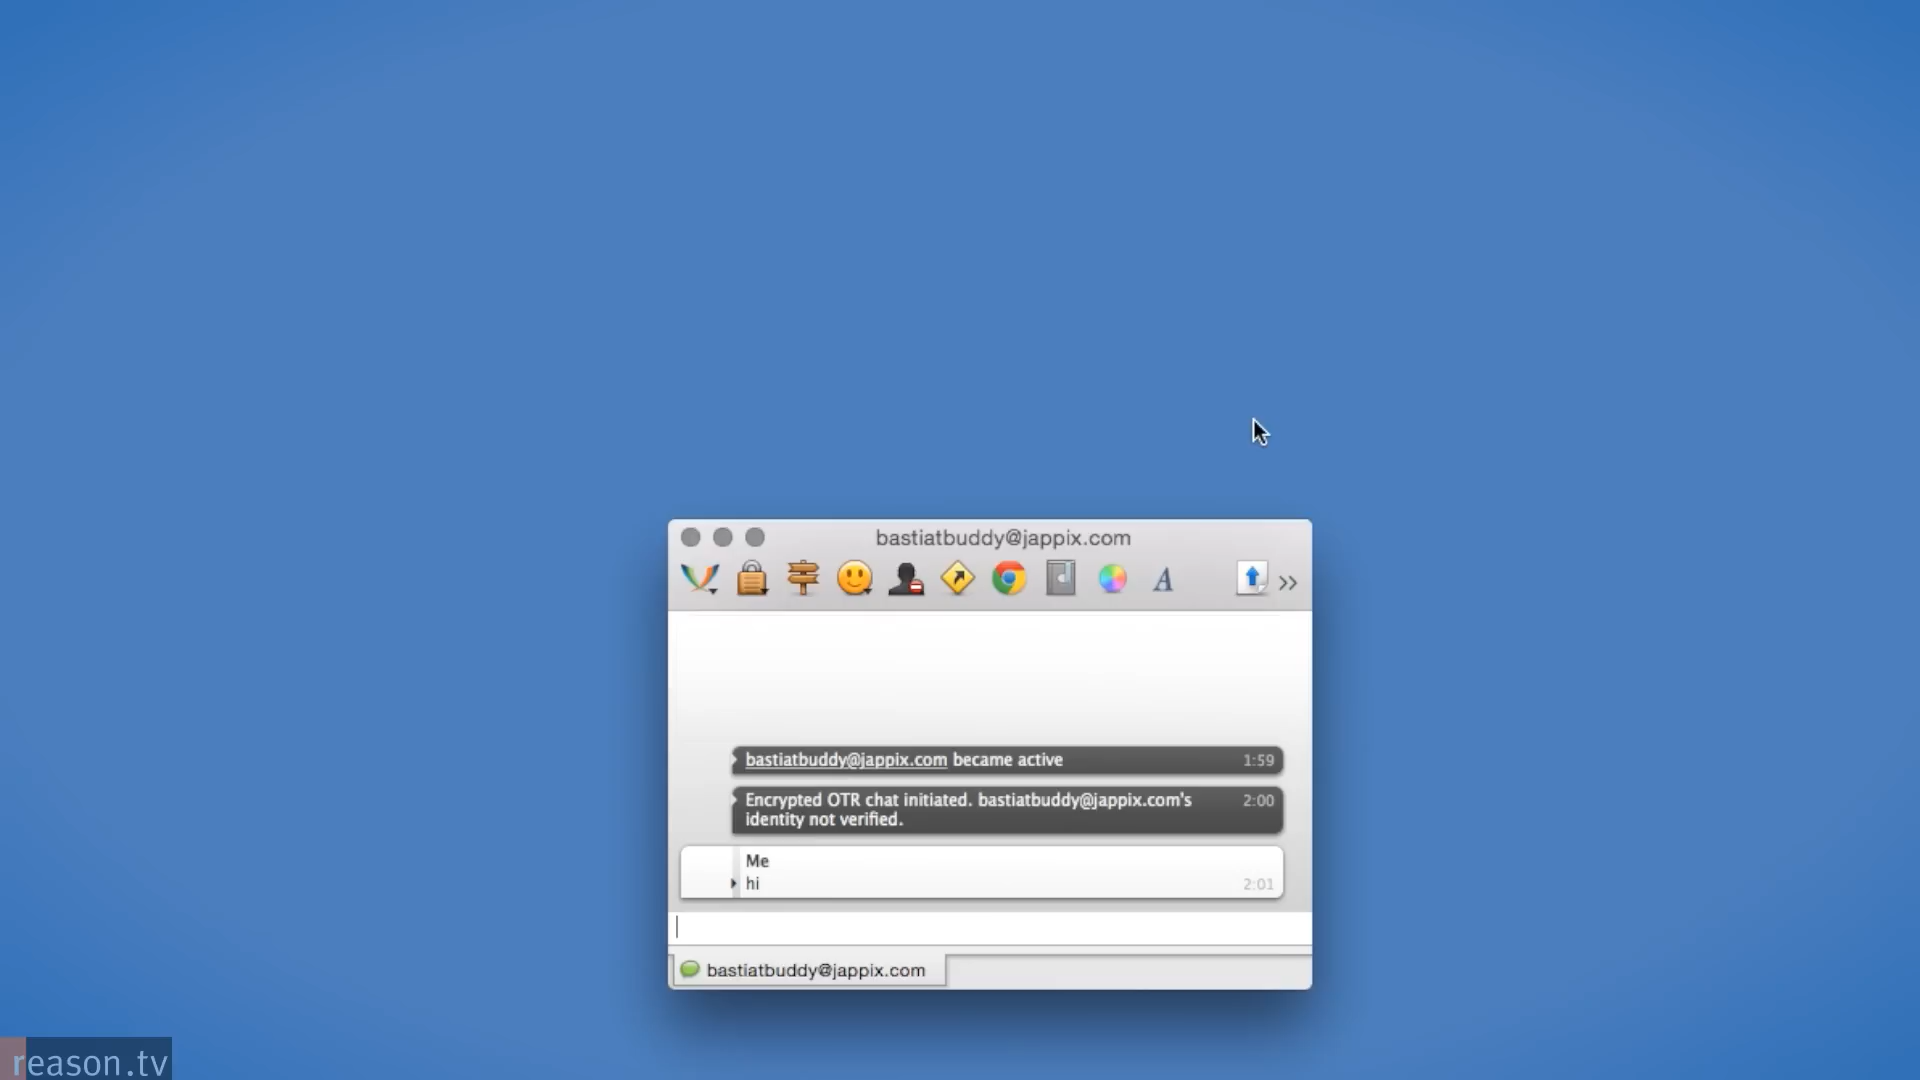 bastiatbuddy@jappix.com
A
bastiatbuddy@jappix.com became active 1:59
Encrypted OTR chat initiated. bastiatbuddy@jappix.com's 2:00
identity not verified.
Me
hi 2:01
bastiatbuddy@jappix.com
reason.tv